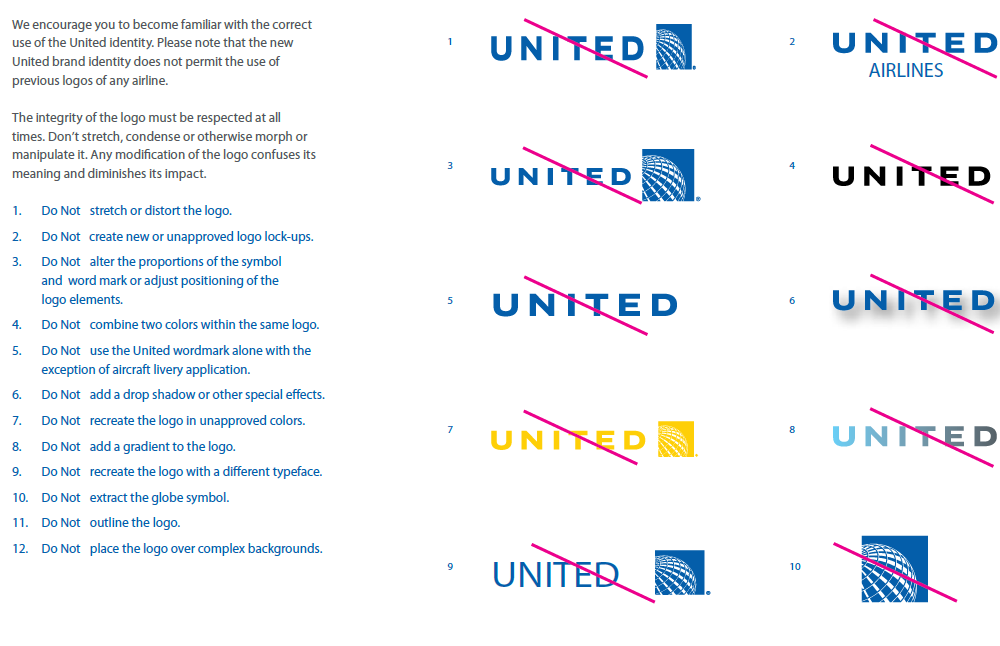 We encourage you to become familiar with the correct
use of the United identity. Please note that the new
United brand identity does not permit the use of
previous logos of any airline.
The integrity of the logo must be respected at all
times. Don't stretch, condense or otherwise morph or
manipulate it. Any modification of the logo confuses its
meaning and diminishes its impact.
1. Do Not stretch or distort the logo.
2. Do Not create new or unapproved logo lock-ups.
3. Do Not alter the proportions of the symbol
and word mark or adjust positioning of the
logo elements.
4. Do Not combine two colors within the same logo.
5. Do Not use the United wordmark alone with the
exception of aircraft livery application.
6. Do Not add a drop shadow or other special effects.
7. Do Not recreate the logo in unapproved colors.
8. Do Not add a gradient to the logo.
9. Do Not recreate the logo with a different typeface.
10. Do Not extract the globe symbol.
11. Do Not outline the logo.
12. Do Not place the logo over complex backgrounds.
1 UNITED
2 UNITED
AIRLINES
3 UNITED ®
4 UNITED
5 UNITED
6 UNITED
7 UNITED
8 UNITED
9 UNITED ®
10